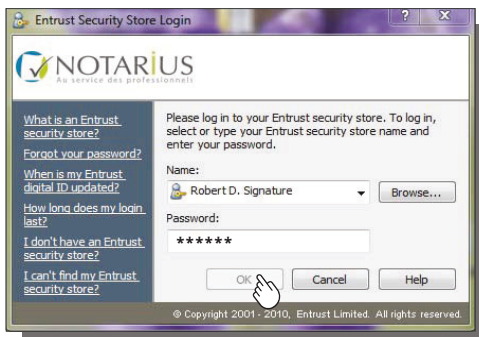 Entrust Security Store Login
NOTARIUS
Au service des professionnels
What is an Entrust
security store?
Forgot your password?
When is my Entrust
digital ID updated?
How long does my login
last?
I don't have an Entrust
security store?
I can't find my Entrust
security store?
Please log in to your Entrust security store. To log in,
select or type your Entrust security store name and
enter your password.
Name:
Robert D. Signature
Browse...
Password:
******
OK
Cancel
Help
© Copyright 2001 - 2010, Entrust Limited. All rights reserved.